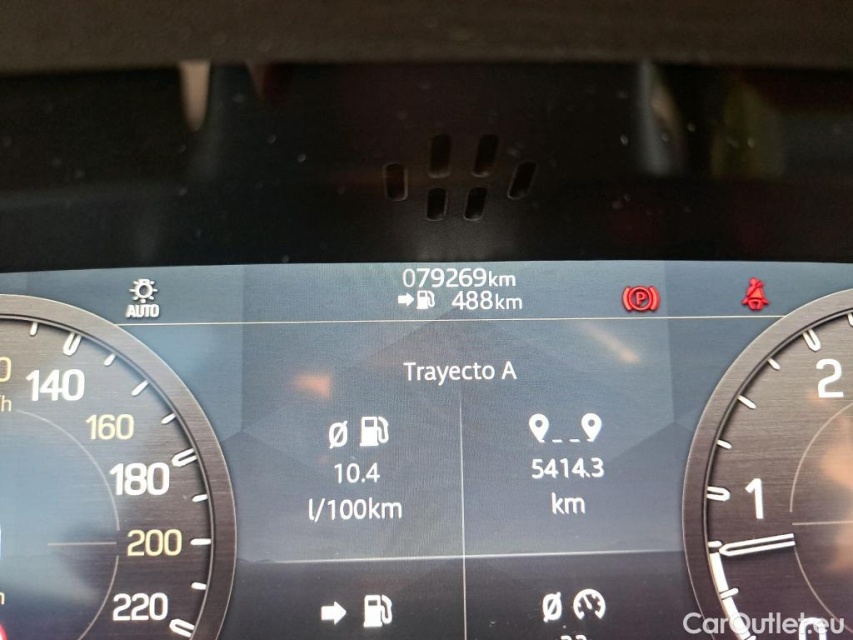 079269km
488km
AUTO
P
Trayecto A
140
160
180
200
220
Ø
10.4
l/100km
5414.3
km
2
1
Ø
CarOutlet.eu